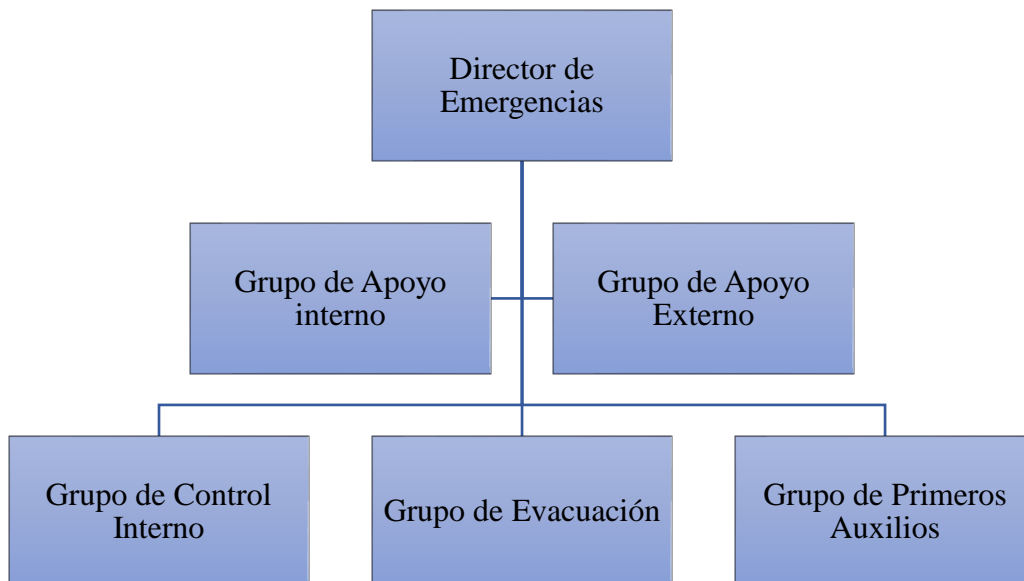 Director de
Emergencias
Grupo de Apoyo
interno
Grupo de Apoyo
Externo
Grupo de Control
Interno
Grupo de Evacuación
Grupo de Primeros
Auxilios